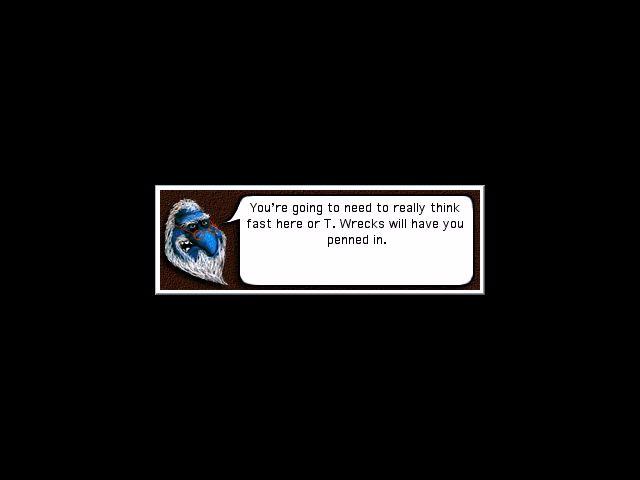 You're going to need to really think
fast here or T. Wrecks will have you
penned in.